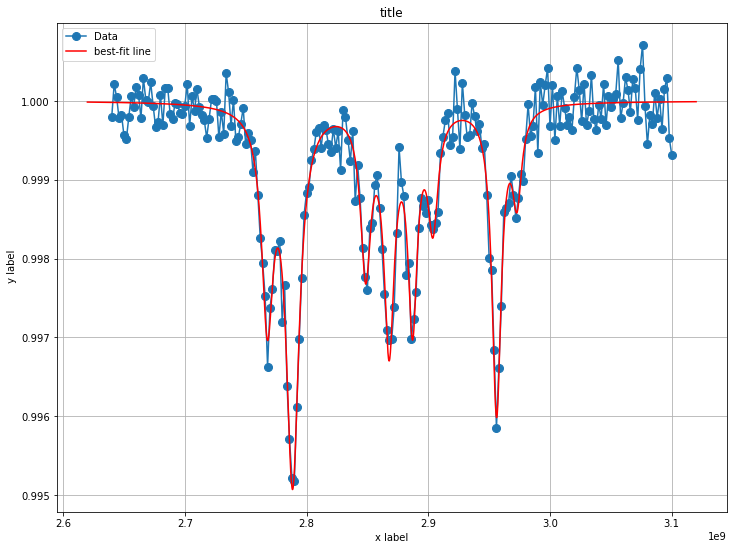 title
Data
best-fit line
1.000
0.999
0.998
0.997
0.996
0.995
y label
2.6
2.7
2.8
2.9
3.0
3.1
1e9
x label